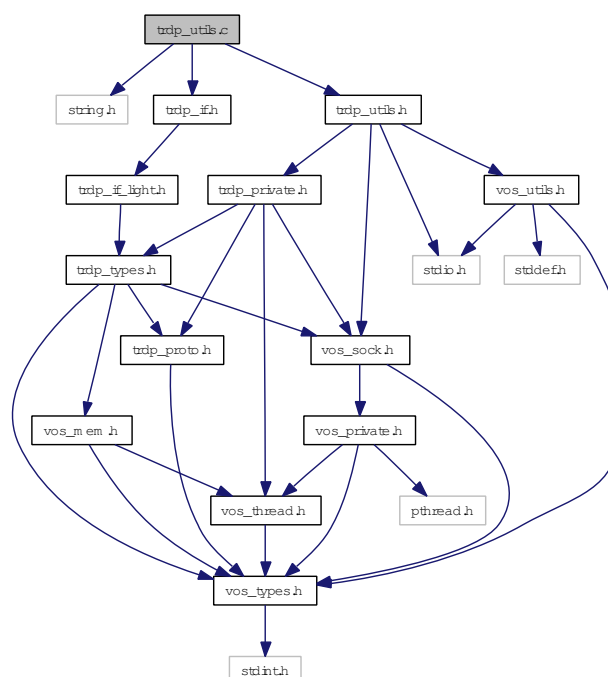 trdp_utils.c
string.h
trdp_if.h
trdp_utils.h
trdp_if_light.h
trdp_private.h
vos_utils.h
trdp_types.h
stdio.h
stddef.h
trdp_proto.h
vos_sock.h
vos_mem.h
vos_private.h
vos_thread.h
pthread.h
vos_types.h
stdint.h